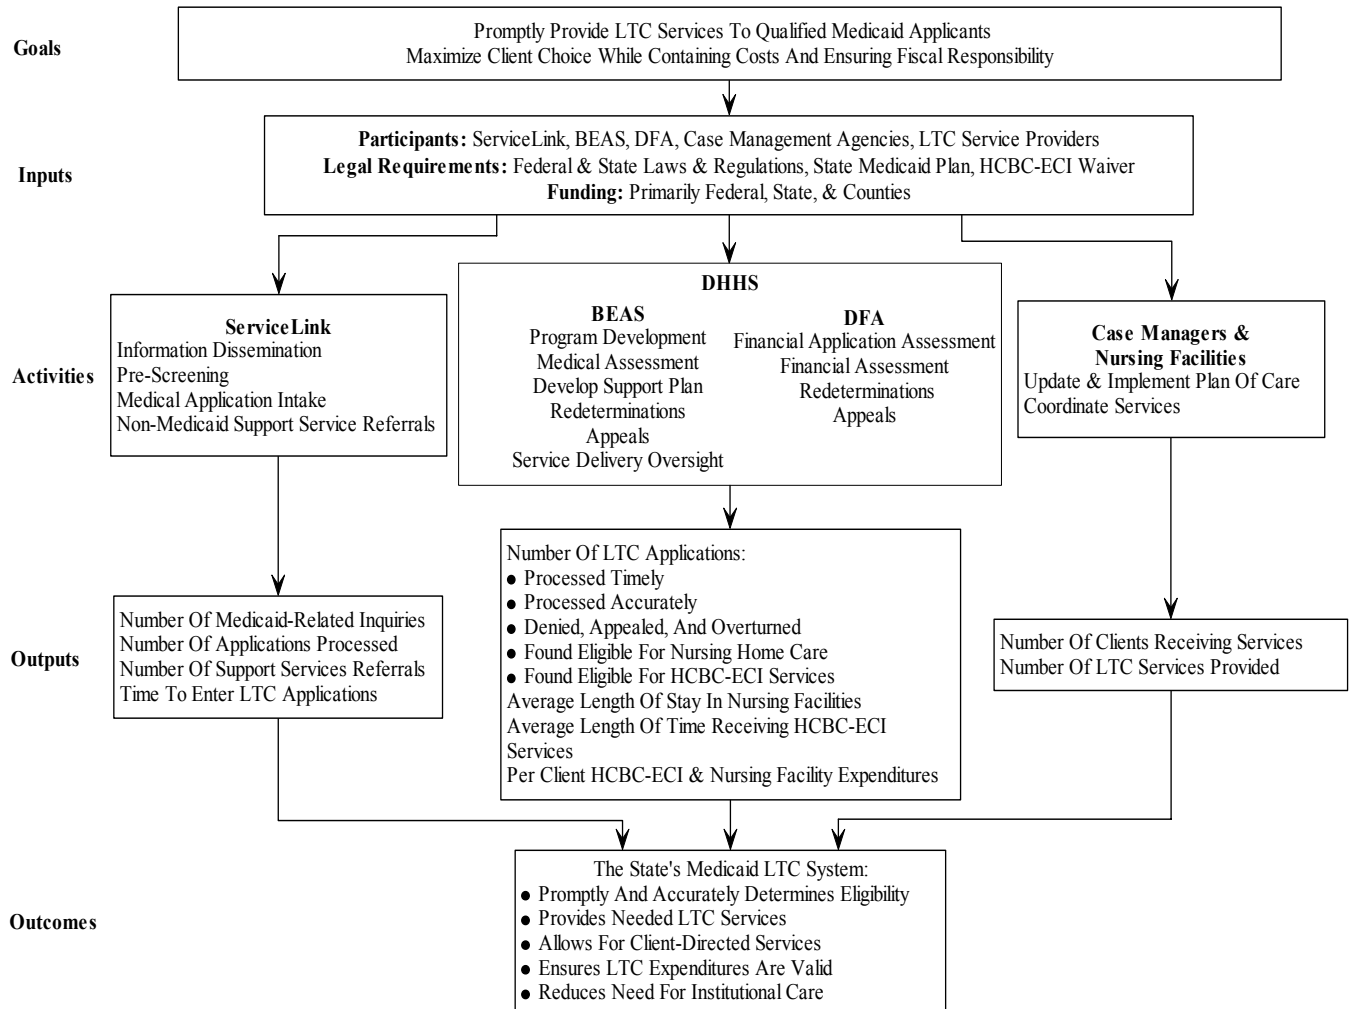 Goals
Promptly Provide LTC Services To Qualified Medicaid Applicants
Maximize Client Choice While Containing Costs And Ensuring Fiscal Responsibility
Inputs
Participants: ServiceLink, BEAS, DFA, Case Management Agencies, LTC Service Providers
Legal Requirements: Federal & State Laws & Regulations, State Medicaid Plan, HCBC-ECI Waiver
Funding: Primarily Federal, State, & Counties
Activities
ServiceLink
Information Dissemination
Pre-Screening
Medical Application Intake
Non-Medicaid Support Service Referrals
DHHS
BEAS
Program Development
Medical Assessment
Develop Support Plan
Redeterminations
Appeals
Service Delivery Oversight
DFA
Financial Application Assessment
Financial Assessment
Redeterminations
Appeals
Case Managers &
Nursing Facilities
Update & Implement Plan Of Care
Coordinate Services
Outputs
Number Of Medicaid-Related Inquiries
Number Of Applications Processed
Number Of Support Services Referrals
Time To Enter LTC Applications
Number Of LTC Applications:
● Processed Timely
● Processed Accurately
● Denied, Appealed, And Overturned
● Found Eligible For Nursing Home Care
● Found Eligible For HCBC-ECI Services
Average Length Of Stay In Nursing Facilities
Average Length Of Time Receiving HCBC-ECI
Services
Per Client HCBC-ECI & Nursing Facility Expenditures
Number Of Clients Receiving Services
Number Of LTC Services Provided
Outcomes
The State's Medicaid LTC System:
● Promptly And Accurately Determines Eligibility
● Provides Needed LTC Services
● Allows For Client-Directed Services
● Ensures LTC Expenditures Are Valid
● Reduces Need For Institutional Care